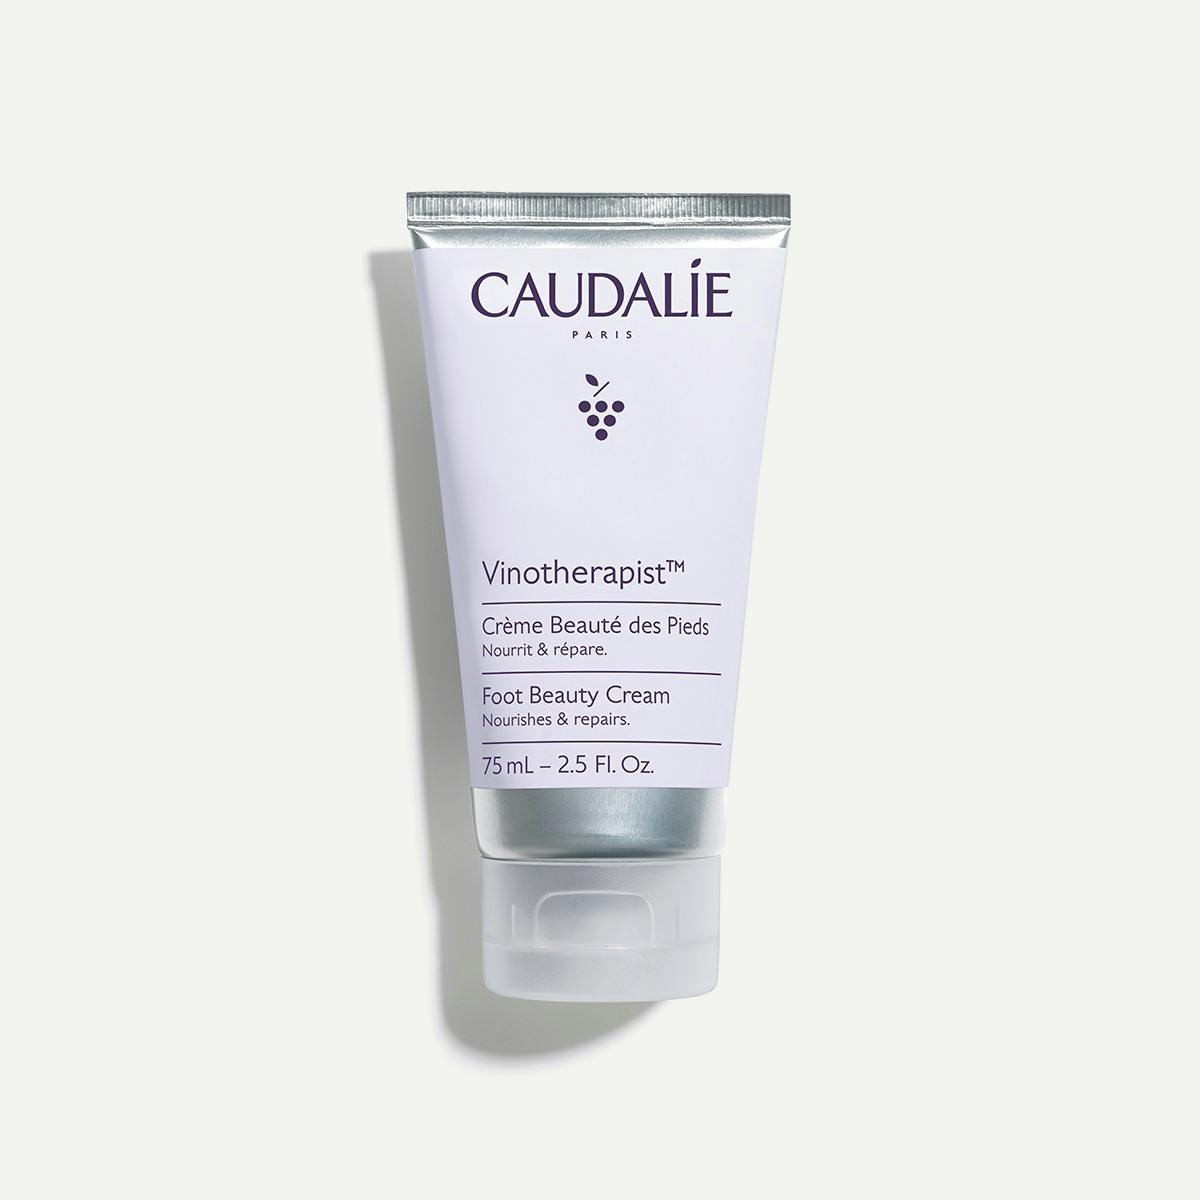 CAUDALÍE
PARIS
Vinotherapist™
Crème Beauté des Pieds
Nourrit & répare.
Foot Beauty Cream
Nourishes & repairs.
75 mL – 2.5 Fl. Oz.